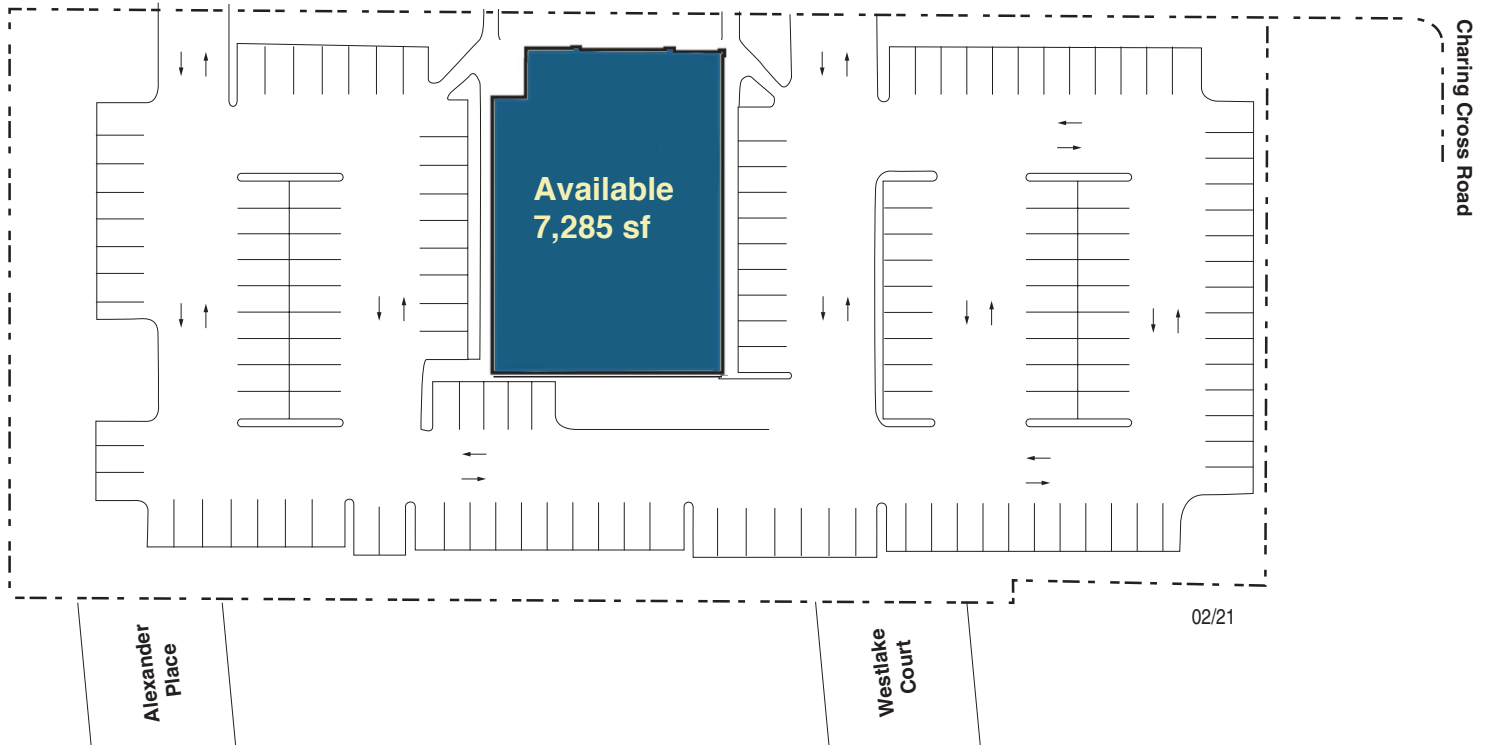 Charing Cross Road
Available
7,285 sf
02/21
Alexander
Place
Westlake
Court